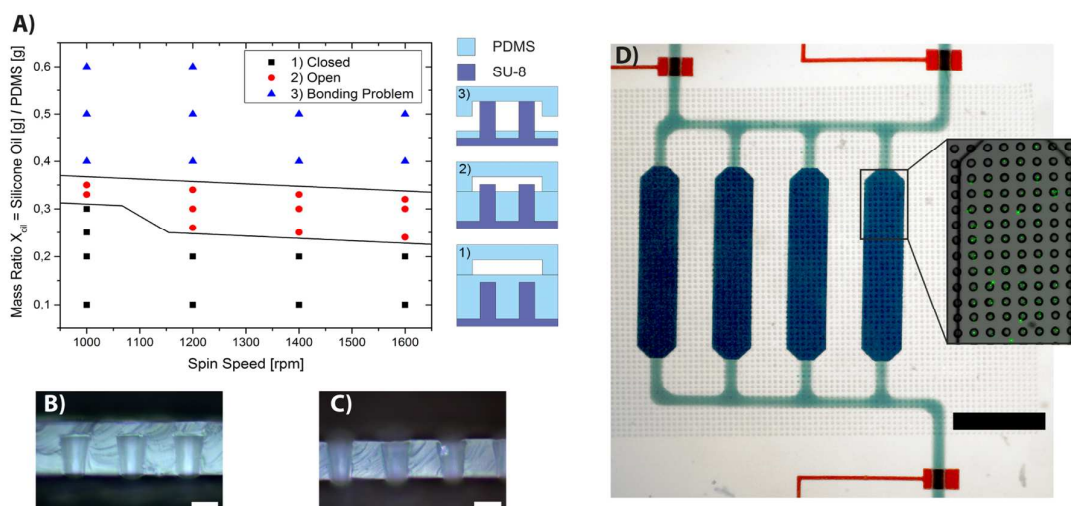 A)
Mass Ratio X_oil = Silicone Oil [g] / PDMS [g]
0,6
0,5
0,4
0,3
0,2
0,1
1) Closed
2) Open
3) Bonding Problem
1000 1100 1200 1300 1400 1500 1600
Spin Speed [rpm]
PDMS
SU-8
3)
2)
1)
B)
C)
D)